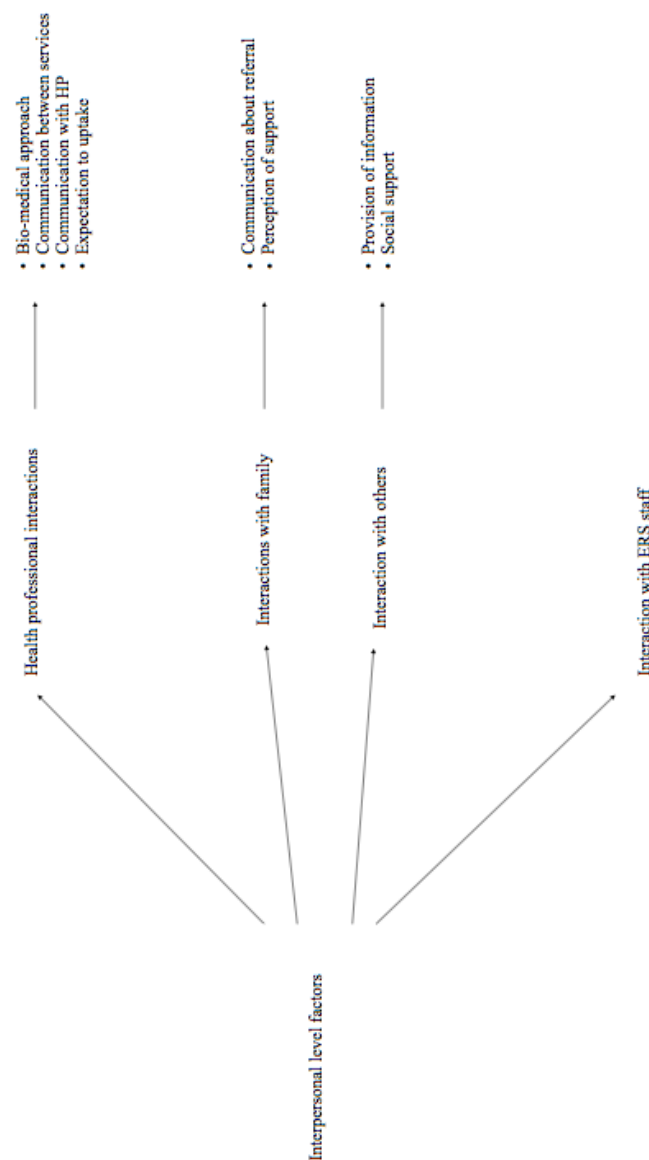 Interpersonal level factors
Health professional interactions
• Bio-medical approach
• Communication between services
• Communication with HP
• Expectation to uptake
Interactions with family
• Communication about referral
• Perception of support
Interaction with others
• Provision of information
• Social support
Interaction with ERS staff